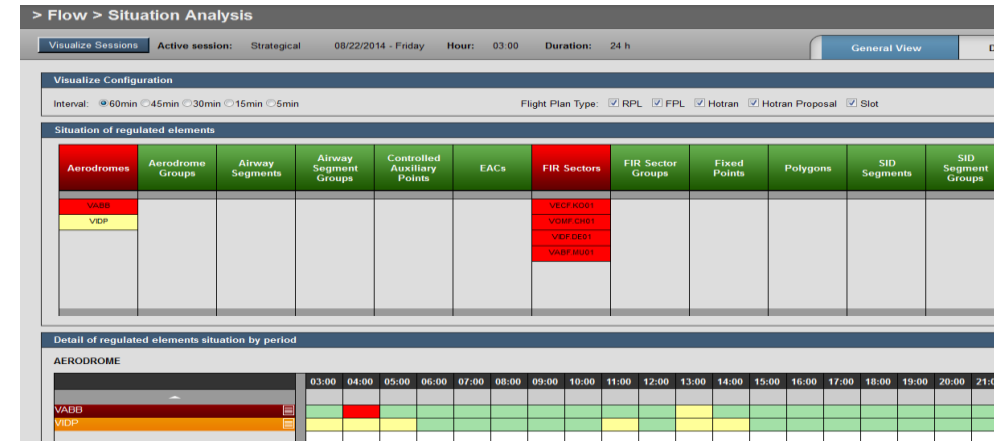 > Flow > Situation Analysis
Visualize Sessions Active session: Strategical 08/22/2014 - Friday Hour: 03:00 Duration: 24 h General View D
Visualize Configuration
Interval: 60min 45min 30min 15min 5min Flight Plan Type: RPL FPL Hotran Hotran Proposal Slot
Situation of regulated elements
Aerodromes Aerodrome Groups Airway Segments Airway Segment Groups Controlled Auxiliary Points EACs FIR Sectors FIR Sector Groups Fixed Points Polygons SID Segments SID Segment Groups
VABB VECF.KO01
VIDP VOMF.CH01
VIDF.DE01
VABF.MU01
Detail of regulated elements situation by period
AERODROME
03:00 04:00 05:00 06:00 07:00 08:00 09:00 10:00 11:00 12:00 13:00 14:00 15:00 16:00 17:00 18:00 19:00 20:00 21:0
VABB
VIDP